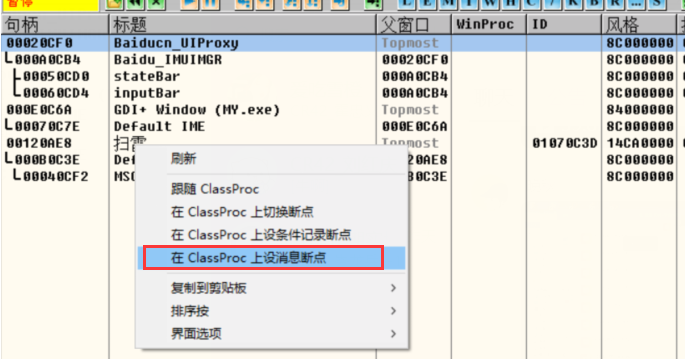 暂停 L E M T W H C / K B R ... S
句柄 标题 父窗口 WinProc ID 风格
00020CF0 Baiducn_UIProxy Topmost 8C000000
000A0CB4 Baidu_IMUIMGR 00020CF0 8C000000
00050CD0 stateBar 000A0CB4 8C000000
00060CD4 inputBar 000A0CB4 8C000000
000E0C6A GDI+ Window (MY.exe) Topmost 84000000
00070C7E Default IME 000E0C6A 8C000000
00120AE8 扫雷 Topmost 01070C3D 14CA0000
000B0C3E Def 20AE8 8C000000
00040CF2 MSC B0C3E 8C000000
刷新
跟随 ClassProc
在 ClassProc 上切换断点
在 ClassProc 上设条件记录断点
在 ClassProc 上设消息断点
复制到剪贴板
排序按
界面选项